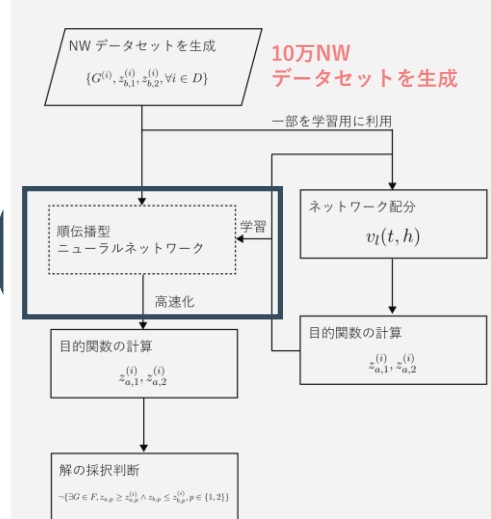 NW データセットを生成
{G^{(i)}, z_{b,1}^{(i)}, z_{b,2}^{(i)}, ∀i ∈ D}
10万NW
データセットを生成
一部を学習用に利用
順伝播型
ニューラルネットワーク
学習
ネットワーク配分
v_l(t, h)
高速化
目的関数の計算
z_{a,1}^{(i)}, z_{a,2}^{(i)}
目的関数の計算
z_{a,1}^{(i)}, z_{a,2}^{(i)}
解の採択判断
¬{∃G ∈ F, z_{a,p} ≥ z_{a,p}^{(i)} ∧ z_{b,p} ≤ z_{b,p}^{(i)}, p ∈ {1, 2}}